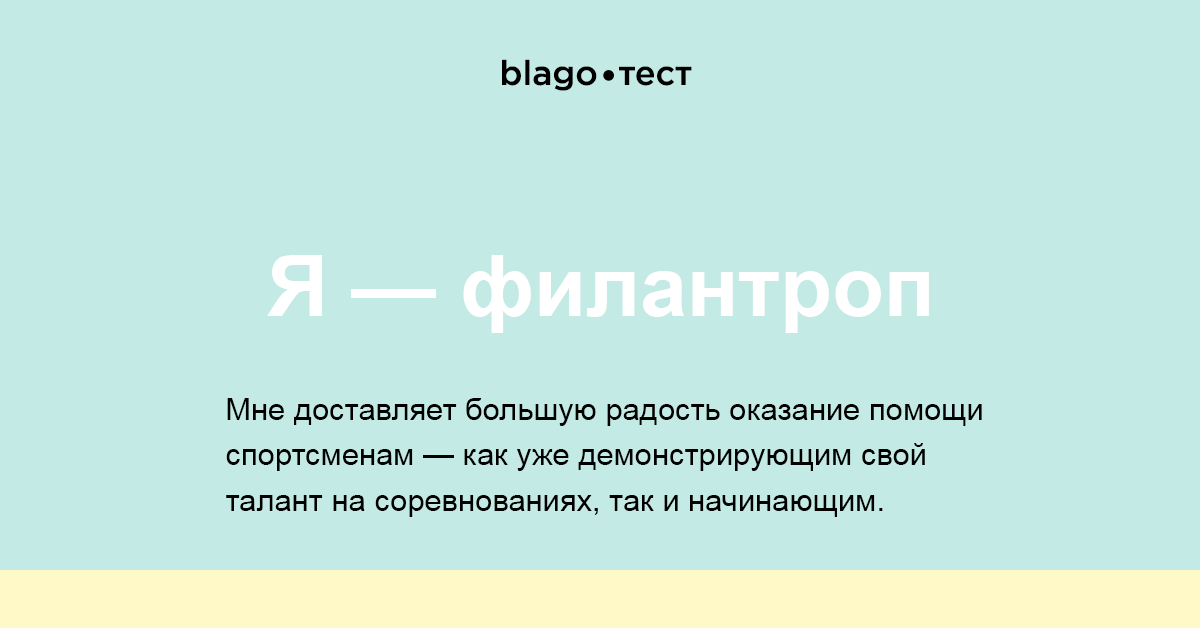 blago•тест
Я — филантроп
Мне доставляет большую радость оказание помощи
спортсменам — как уже демонстрирующим свой
талант на соревнованиях, так и начинающим.